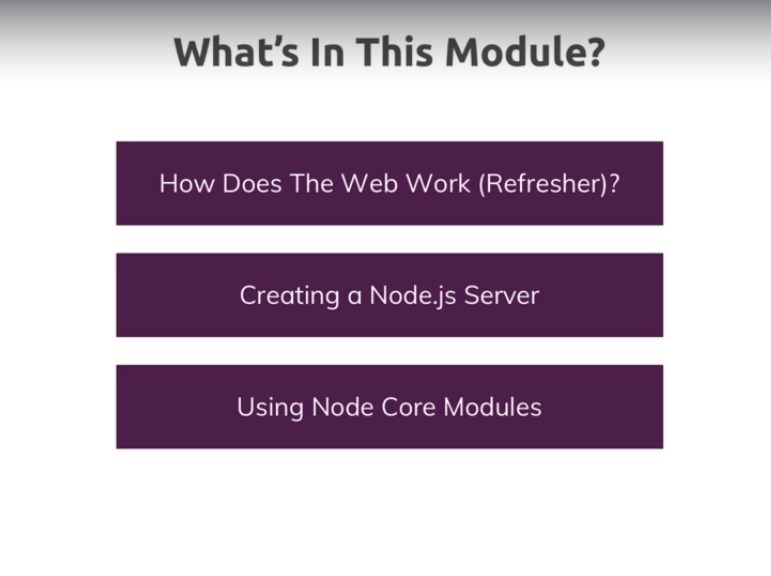 What’s In This Module?
How Does The Web Work (Refresher)?
Creating a Node.js Server
Using Node Core Modules